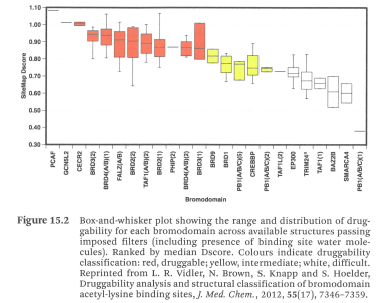 1.10
1.00
0.90
0.80
0.70
0.60
0.50
0.40
0.30
SiteMap Dscore
PCAF
GCN5L2
CECR2
BRD3(2)
BRD4(A/B)(1)
FALZ(A/B)
BRD2(2)
TAF1(A/B)(2)
BRD2(1)
PHIP(2)
BRD4(A/B)(2)
BRD3(1)
BRD9
BRD1
PB1(A/B/C)(5)
CREBBP
PB1(A/B/C)(2)
TAF1L(2)
EP300
TRIM24*
TAF1(1)
BAZ2B
SMARCA4
PB1(A/B/C)(1)
Bromodomain
Figure 15.2 Box-and-whisker plot showing the range and distribution of drug-
gability for each bromodomain across available structures passing
imposed filters (including presence of binding site water mole-
cules). Ranked by median Dscore. Colours indicate druggability
classification: red, druggable; yellow, intermediate; white, difficult.
Reprinted from L. R. Vidler, N. Brown, S. Knapp and S. Hoelder,
Druggability analysis and structural classification of bromodomain
acetyl-lysine binding sites, J. Med. Chem., 2012, 55(17), 7346–7359.